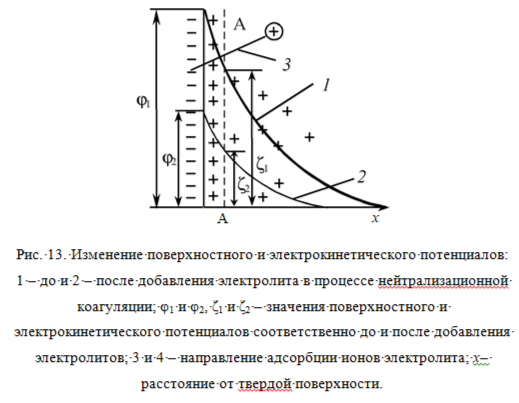 A
3
1
φ₁
φ₂
ζ₁
ζ₂
2
A
x
Рис. 13. Изменение поверхностного и электрокинетического потенциалов:
1 – до и 2 – после добавления электролита в процессе нейтрализационной
коагуляции; φ₁ и φ₂, ζ₁ и ζ₂ – значения поверхностного и
электрокинетического потенциалов соответственно до и после добавления
электролитов; 3 и 4 – направление адсорбции ионов электролита; x–
расстояние от твердой поверхности.